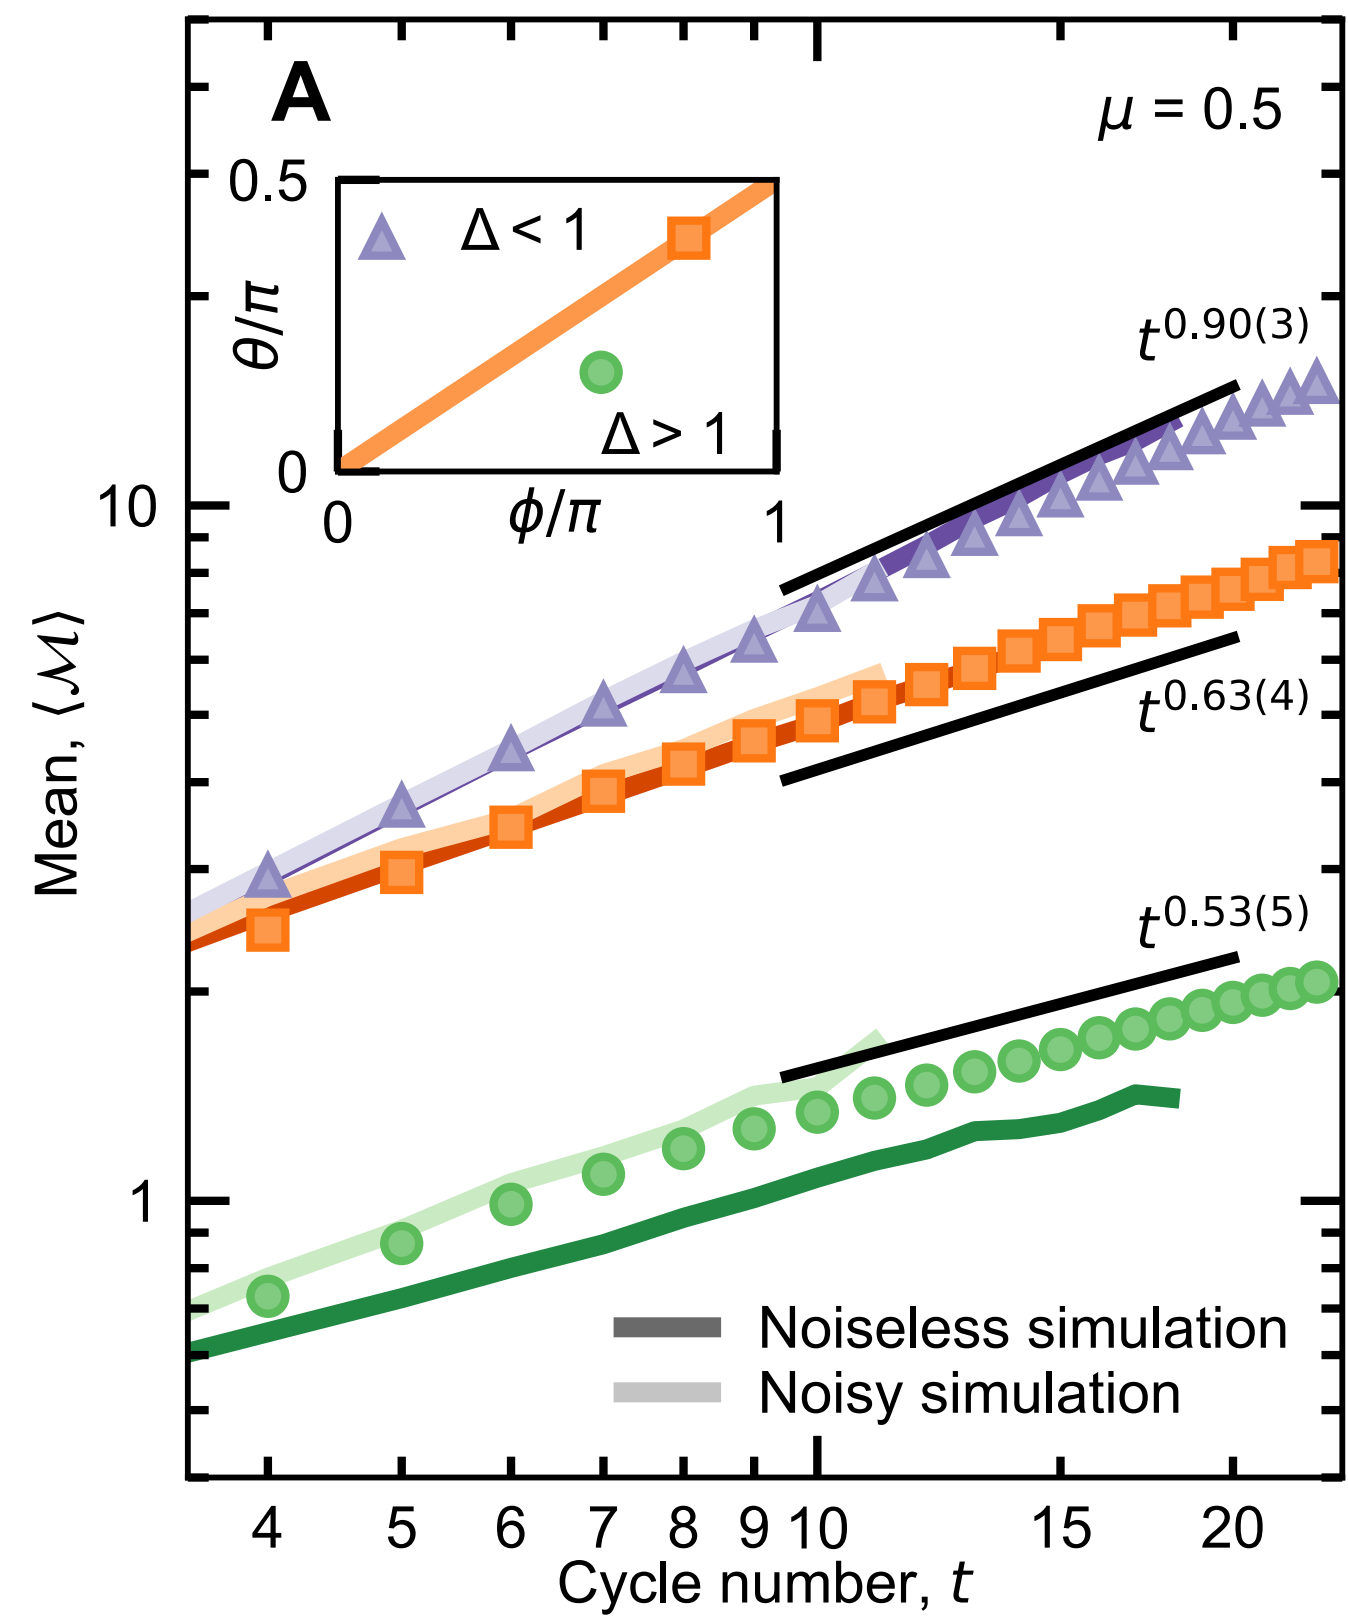 A
μ = 0.5
0.5
Δ < 1
θ/π
Δ > 1
0
0
ϕ/π
1
t^0.90(3)
10
Mean, ⟨ℳ⟩
t^0.63(4)
t^0.53(5)
1
Noiseless simulation
Noisy simulation
4 5 6 7 8 9 10 15 20
Cycle number, t